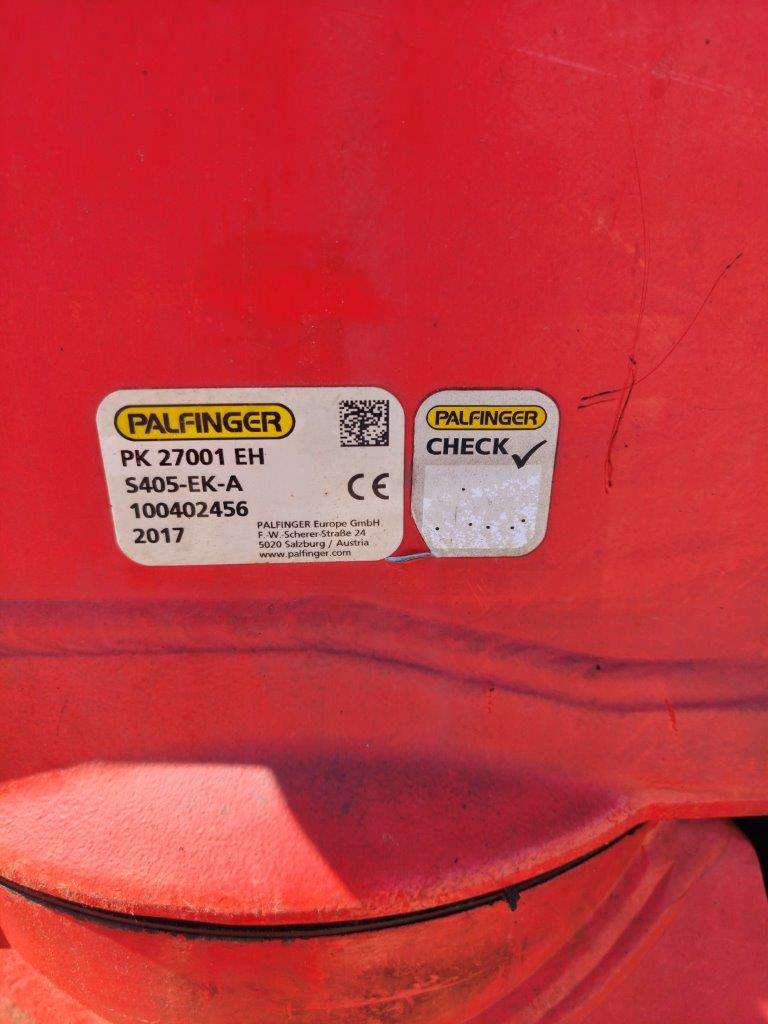 PALFINGER
PK 27001 EH
S405-EK-A
100402456
2017
PALFINGER Europe GmbH
F.-W.-Scherer-Straße 24
5020 Salzburg / Austria
www.palfinger.com
CE
PALFINGER
CHECK